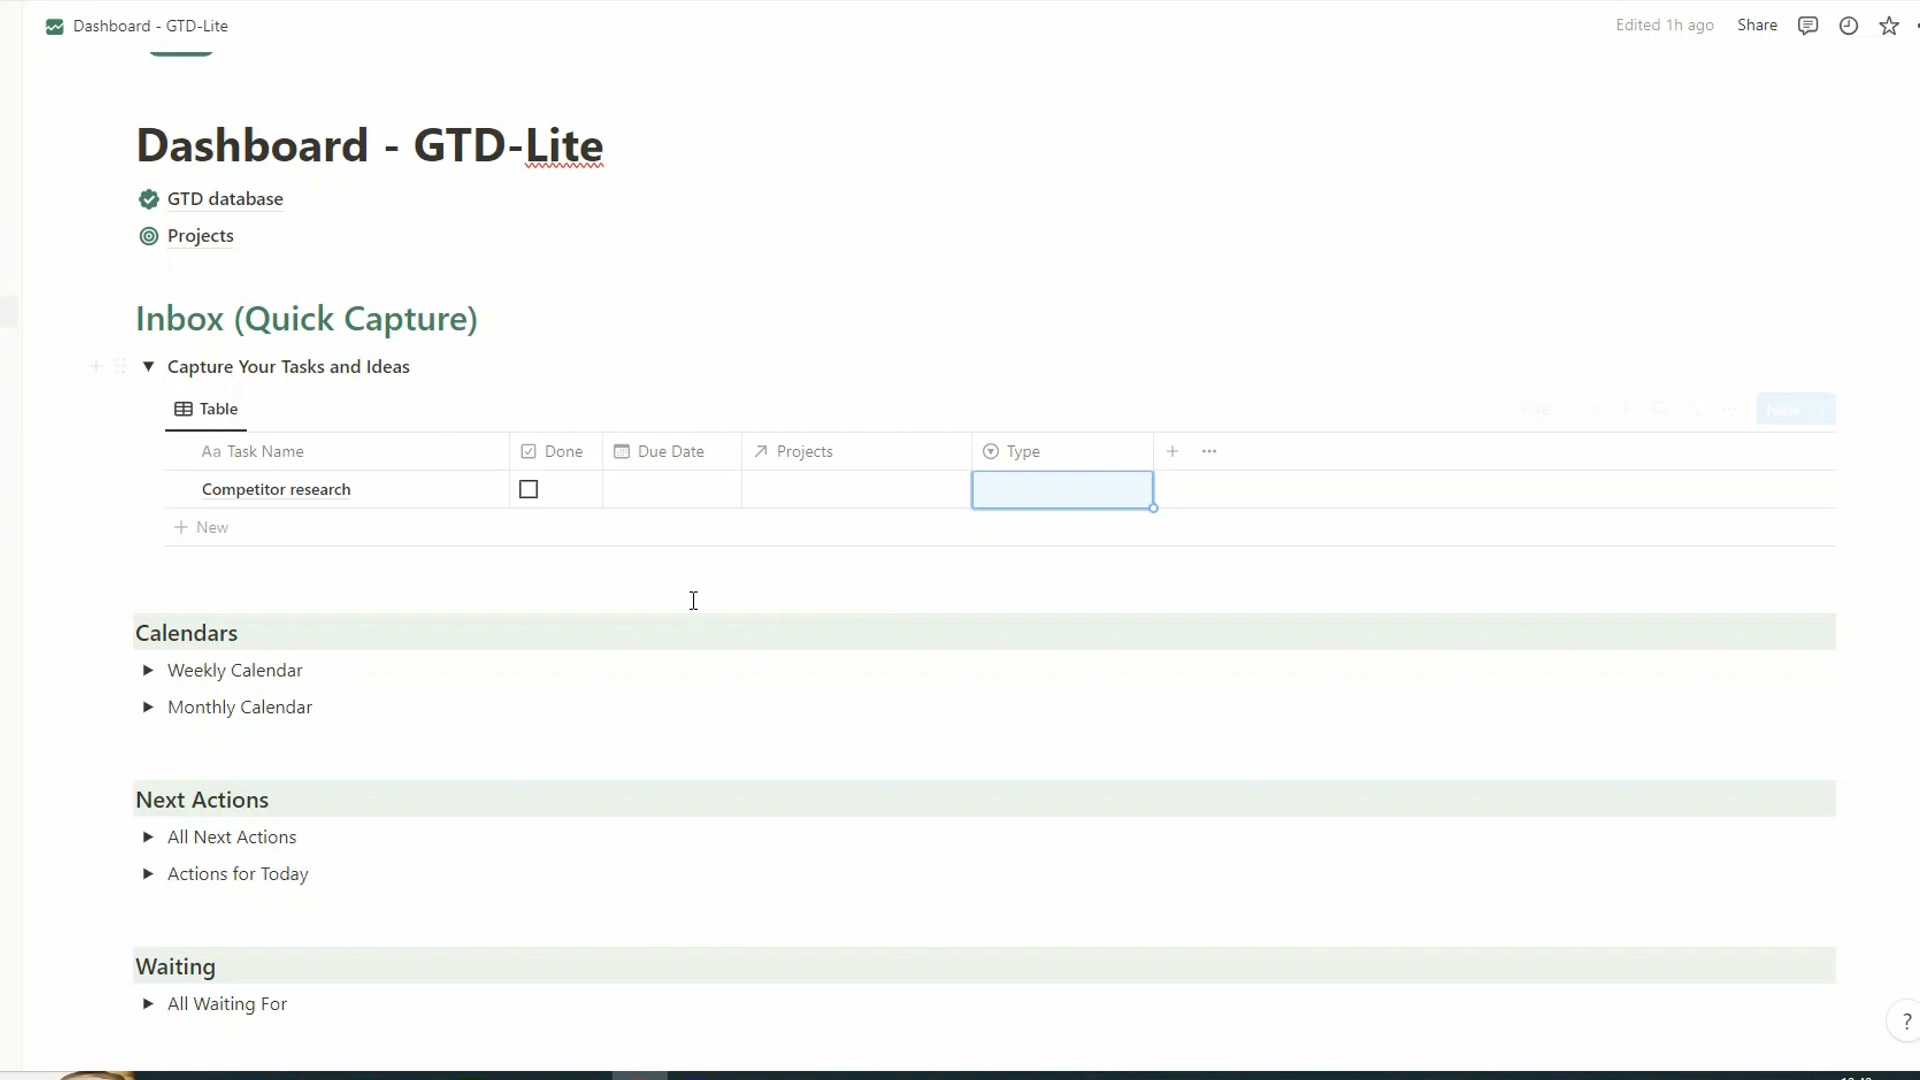 Dashboard - GTD-Lite
Edited 1h ago
Share
Dashboard - GTD-Lite
GTD database
Projects
Inbox (Quick Capture)
Capture Your Tasks and Ideas
Table
Aa Task Name
Done
Due Date
Projects
Type
Competitor research
+ New
Calendars
Weekly Calendar
Monthly Calendar
Next Actions
All Next Actions
Actions for Today
Waiting
All Waiting For
?